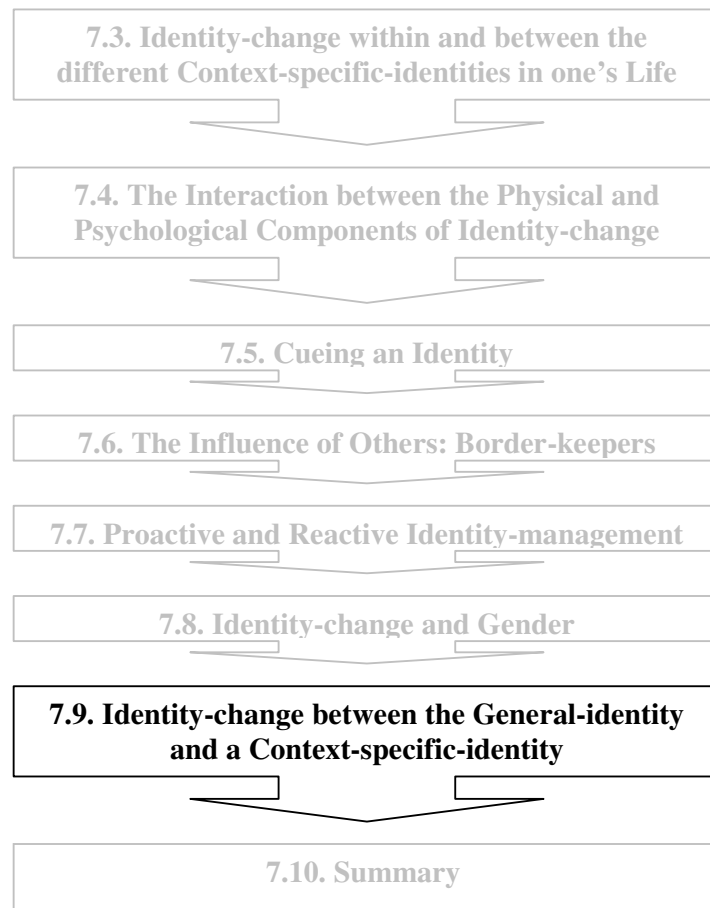 7.3. Identity-change within and between the
different Context-specific-identities in one's Life
7.4. The Interaction between the Physical and
Psychological Components of Identity-change
7.5. Cueing an Identity
7.6. The Influence of Others: Border-keepers
7.7. Proactive and Reactive Identity-management
7.8. Identity-change and Gender
7.9. Identity-change between the General-identity
and a Context-specific-identity
7.10. Summary